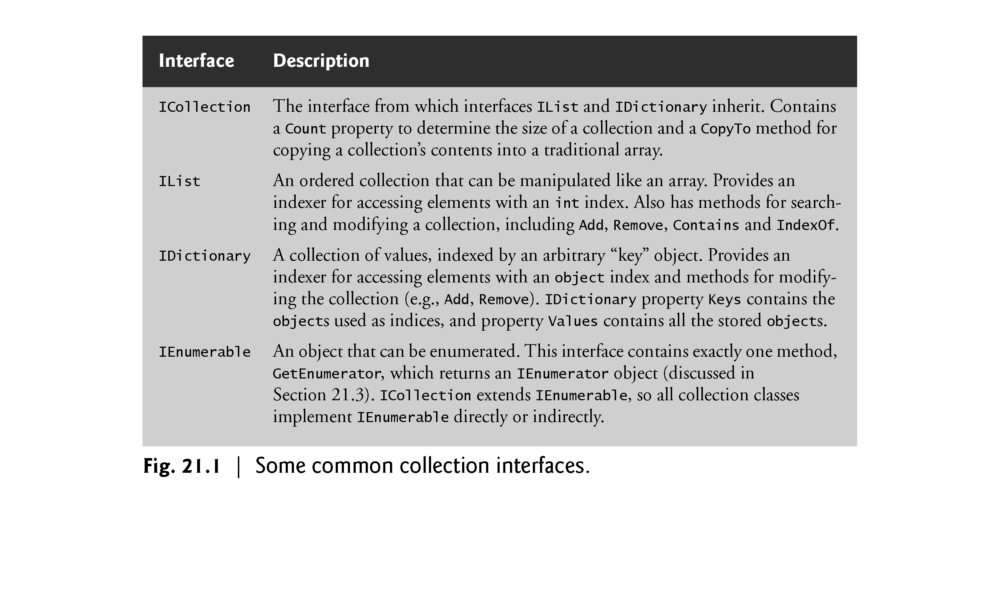 Interface Description
ICollection The interface from which interfaces IList and IDictionary inherit. Contains
a Count property to determine the size of a collection and a CopyTo method for
copying a collection’s contents into a traditional array.
IList An ordered collection that can be manipulated like an array. Provides an
indexer for accessing elements with an int index. Also has methods for search-
ing and modifying a collection, including Add, Remove, Contains and IndexOf.
IDictionary A collection of values, indexed by an arbitrary “key” object. Provides an
indexer for accessing elements with an object index and methods for modify-
ing the collection (e.g., Add, Remove). IDictionary property Keys contains the
objects used as indices, and property Values contains all the stored objects.
IEnumerable An object that can be enumerated. This interface contains exactly one method,
GetEnumerator, which returns an IEnumerator object (discussed in
Section 21.3). ICollection extends IEnumerable, so all collection classes
implement IEnumerable directly or indirectly.
Fig. 21.1 | Some common collection interfaces.